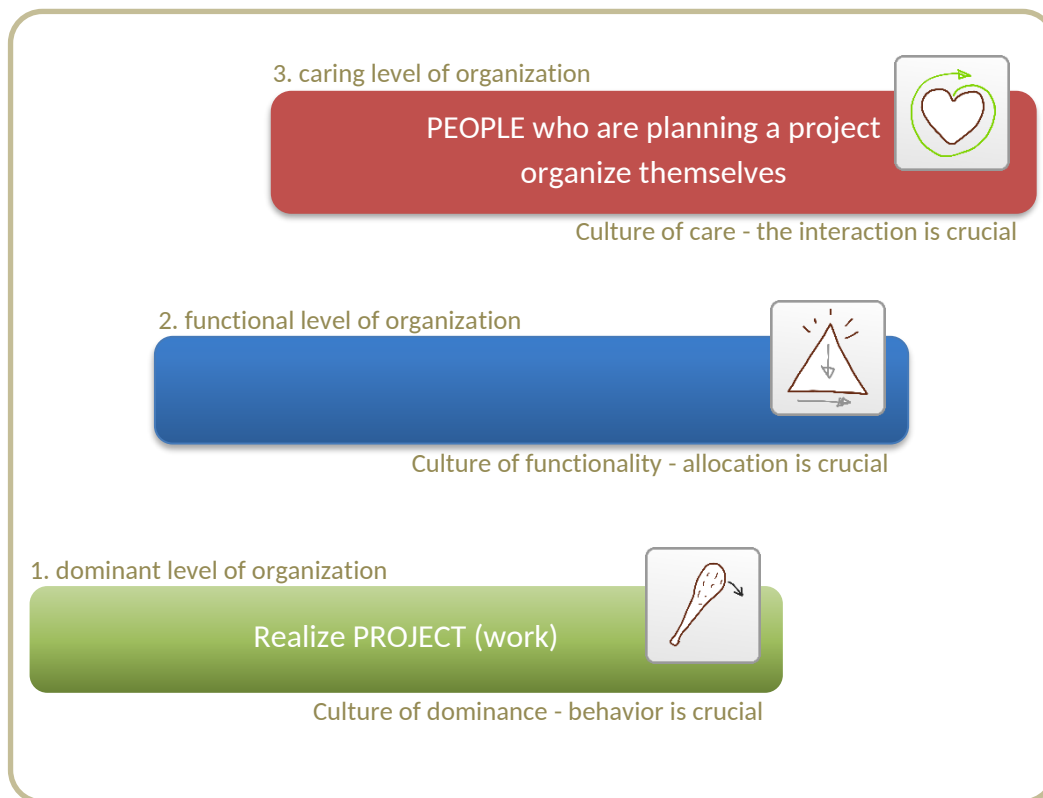 3. caring level of organization
PEOPLE who are planning a project
organize themselves
Culture of care - the interaction is crucial
2. functional level of organization
Culture of functionality - allocation is crucial
1. dominant level of organization
Realize PROJECT (work)
Culture of dominance - behavior is crucial